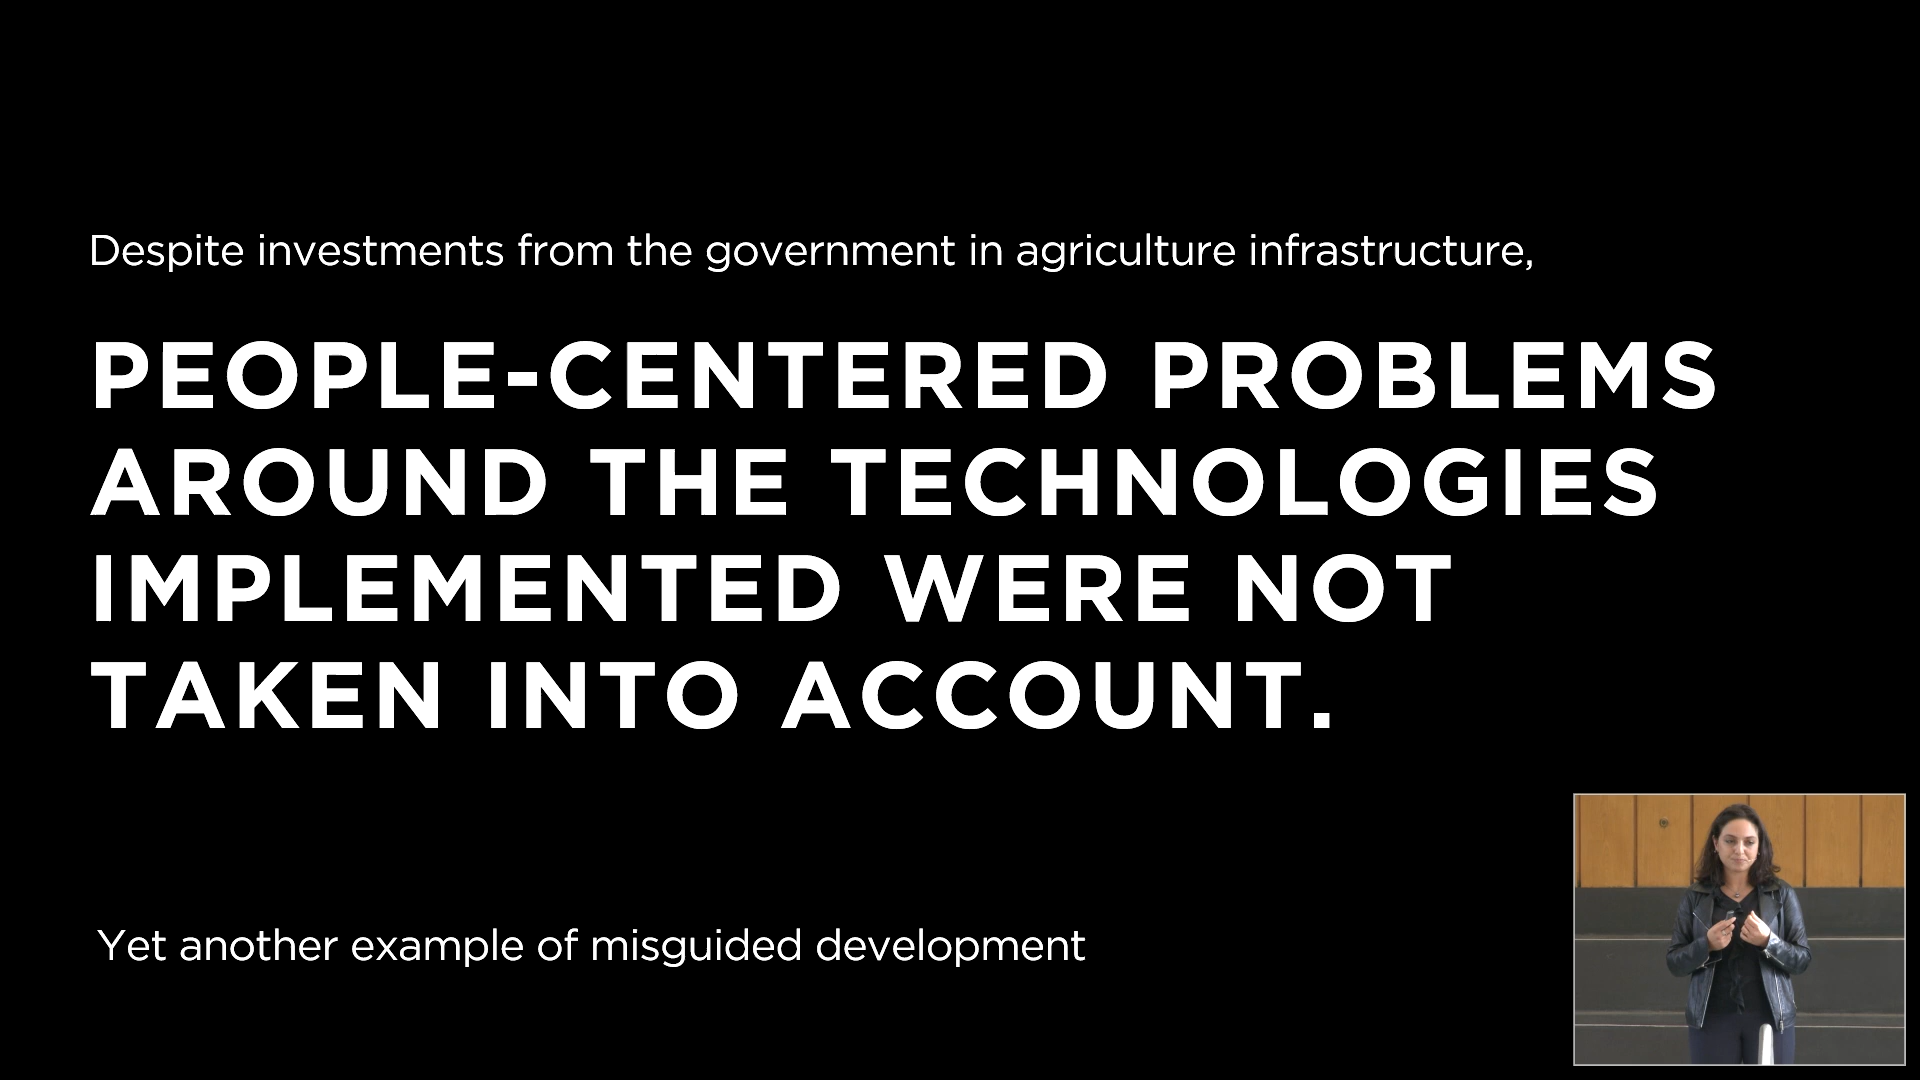 Despite investments from the government in agriculture infrastructure,
PEOPLE-CENTERED PROBLEMS
AROUND THE TECHNOLOGIES
IMPLEMENTED WERE NOT
TAKEN INTO ACCOUNT.
Yet another example of misguided development